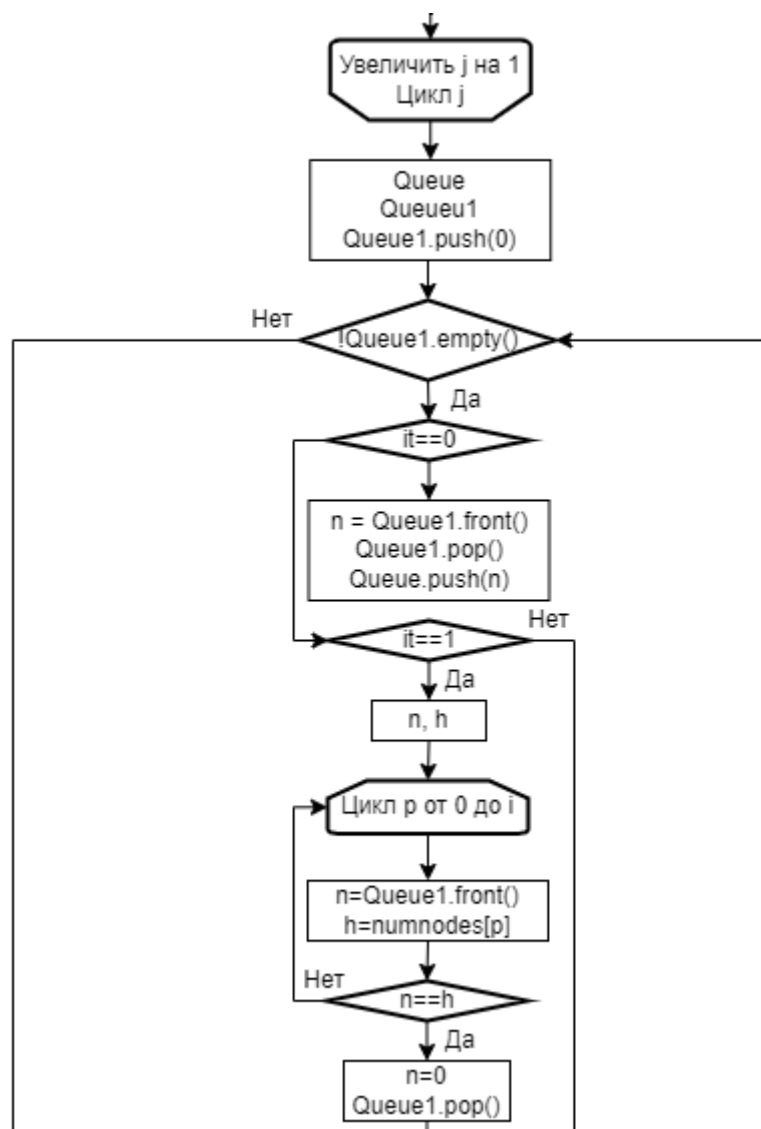 Увеличить j на 1
Цикл j
Queue
Queueu1
Queue1.push(0)
Нет
!Queue1.empty()
Да
it==0
n = Queue1.front()
Queue1.pop()
Queue.push(n)
Нет
it==1
Да
n, h
Цикл p от 0 до i
n=Queue1.front()
h=numnodes[p]
Нет
n==h
Да
n=0
Queue1.pop()